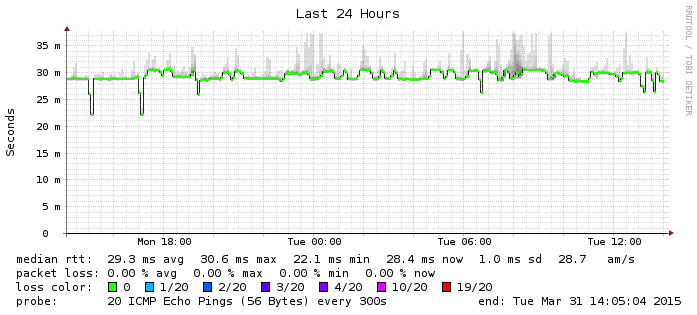 Last 24 Hours
RRDTOOL / TOBI OETIKER
Seconds
35 m
30 m
25 m
20 m
15 m
10 m
5 m
0
Mon 18:00 Tue 00:00 Tue 06:00 Tue 12:00
median rtt: 29.3 ms avg 30.6 ms max 22.1 ms min 28.4 ms now 1.0 ms sd 28.7 am/s
packet loss: 0.00 % avg 0.00 % max 0.00 % min 0.00 % now
loss color: 0 1/20 2/20 3/20 4/20 10/20 19/20
probe: 20 ICMP Echo Pings (56 Bytes) every 300s end: Tue Mar 31 14:05:04 2015